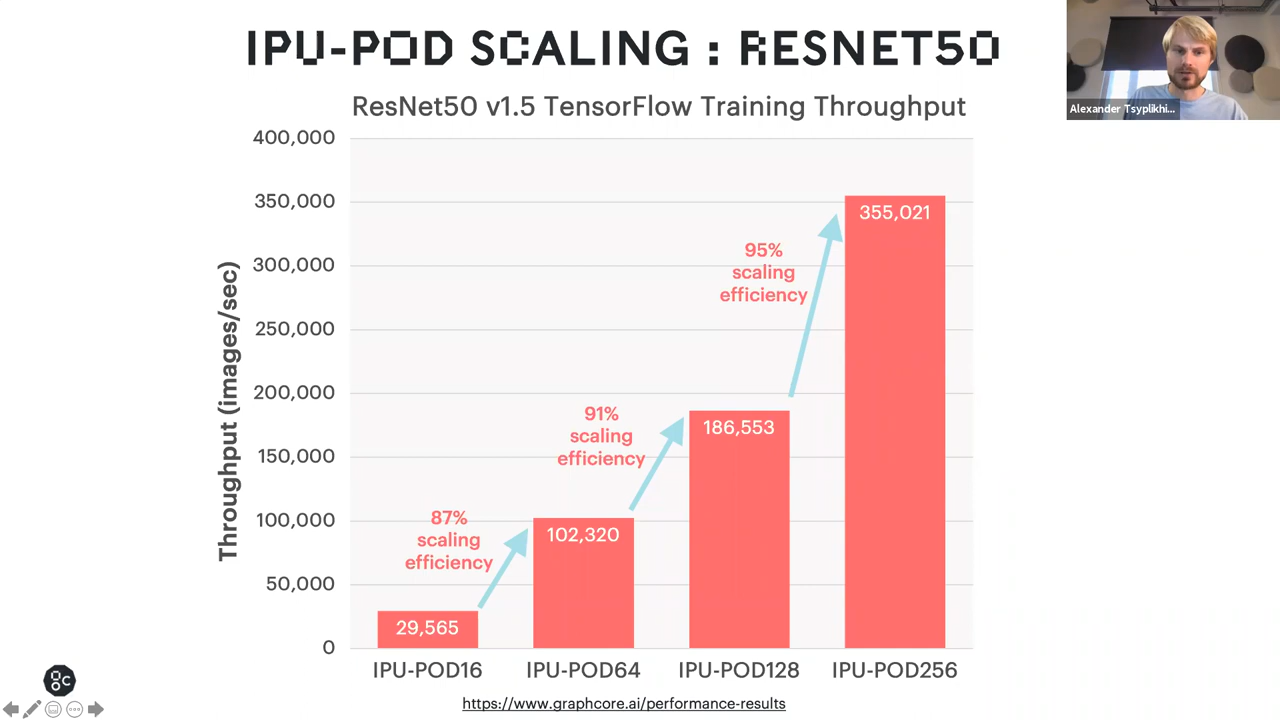 IPU-POD SCALING : RESNET50
Alexander Tsyplikhi...
ResNet50 v1.5 TensorFlow Training Throughput
Throughput (images/sec)
400,000
350,000
300,000
250,000
200,000
150,000
100,000
50,000
0
87%
scaling
efficiency
91%
scaling
efficiency
95%
scaling
efficiency
29,565
102,320
186,553
355,021
IPU-POD16
IPU-POD64
IPU-POD128
IPU-POD256
https://www.graphcore.ai/performance-results